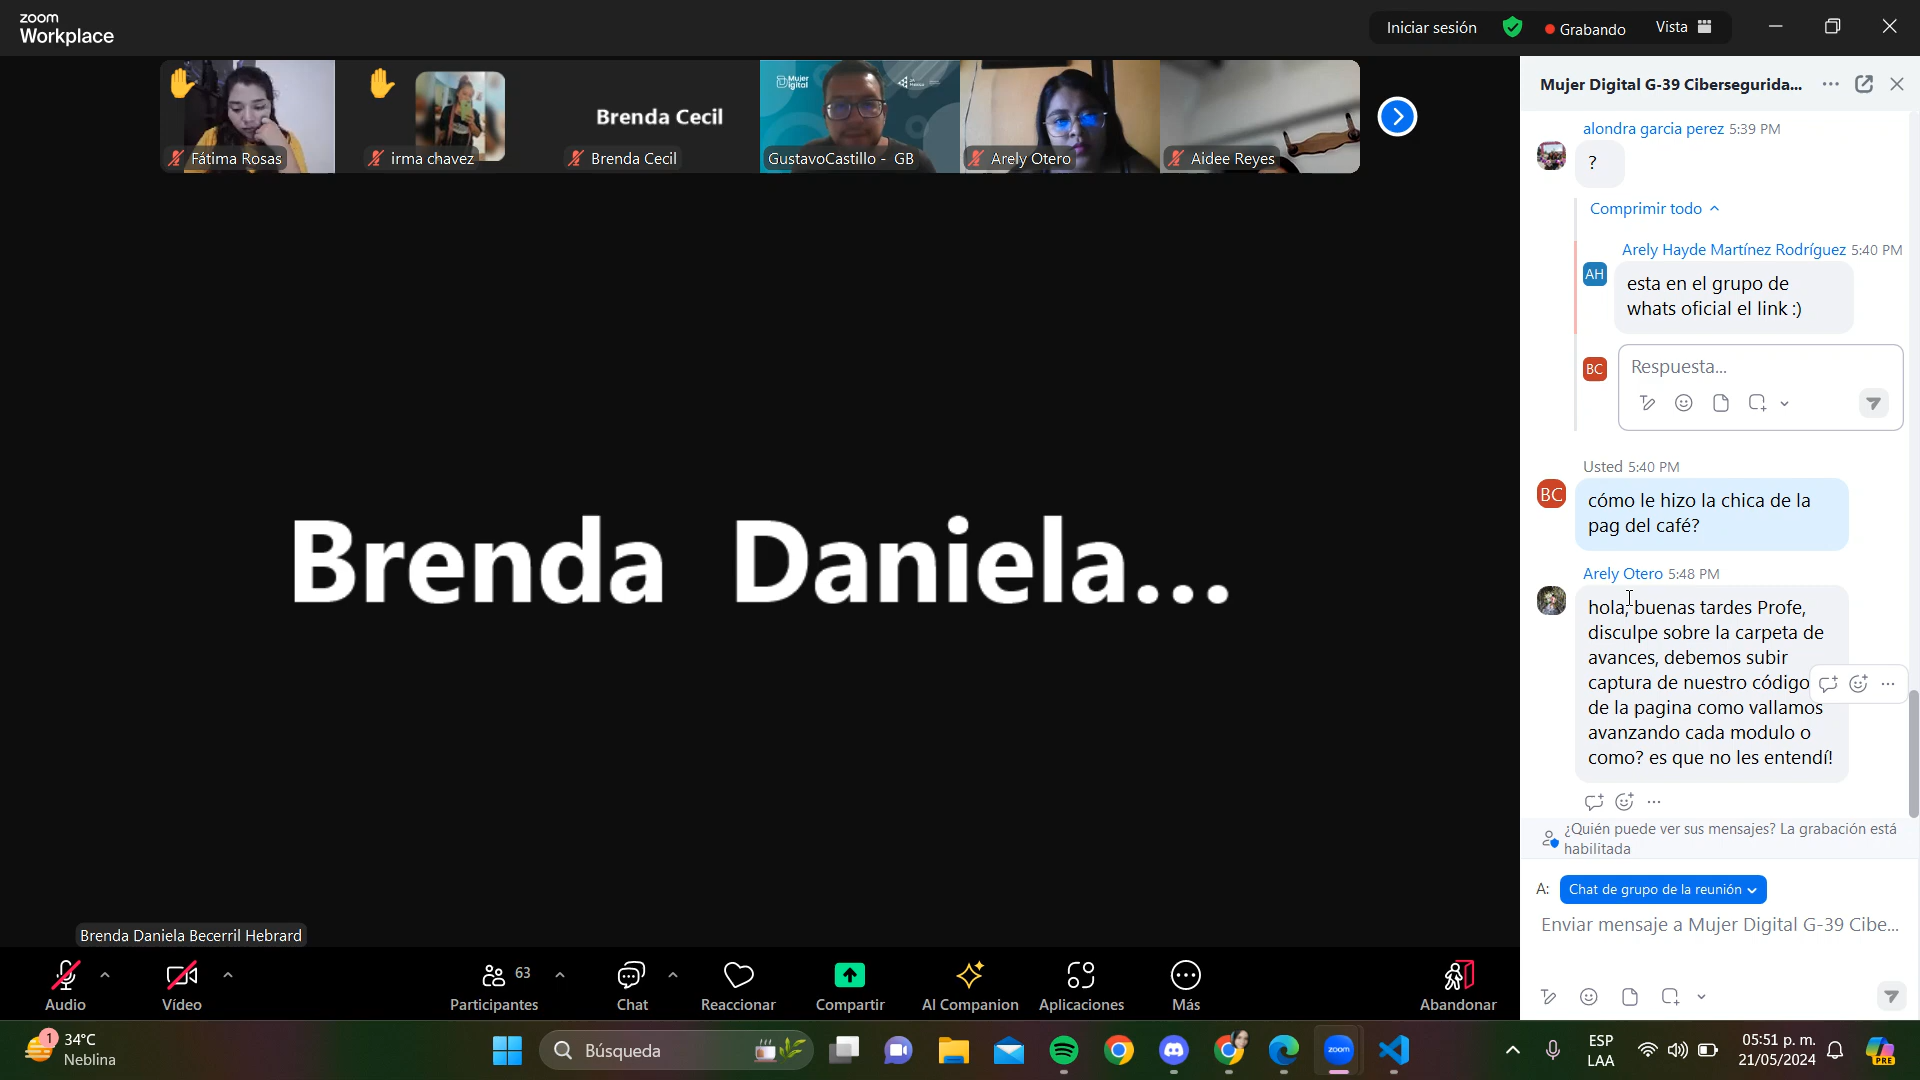 zoom
Workplace
Iniciar sesión
Grabando
Vista
Fátima Rosas
irma chavez
Brenda Cecil
Brenda Cecil
Mujer
Digital
GustavoCastillo - GB
Arely Otero
Aidee Reyes
Brenda Daniela...
Brenda Daniela Becerril Hebrard
Mujer Digital G-39 Cibersegurida...
alondra garcia perez 5:39 PM
?
Comprimir todo
Arely Hayde Martínez Rodríguez 5:40 PM
AH
esta en el grupo de
whats oficial el link :)
BC
Respuesta...
Usted 5:40 PM
BC
cómo le hizo la chica de la
pag del café?
Arely Otero 5:48 PM
hola, buenas tardes Profe,
disculpe sobre la carpeta de
avances, debemos subir
captura de nuestro código
de la pagina como vallamos
avanzando cada modulo o
como? es que no les entendí!
¿Quién puede ver sus mensajes? La grabación está
habilitada
A: Chat de grupo de la reunión
Enviar mensaje a Mujer Digital G-39 Cibe...
Audio
Vídeo
63
Participantes
Chat
Reaccionar
Compartir
AI Companion
Aplicaciones
Más
Abandonar
1
34°C
Neblina
Búsqueda
zoom
ESP
LAA
05:51 p. m.
21/05/2024
PRE